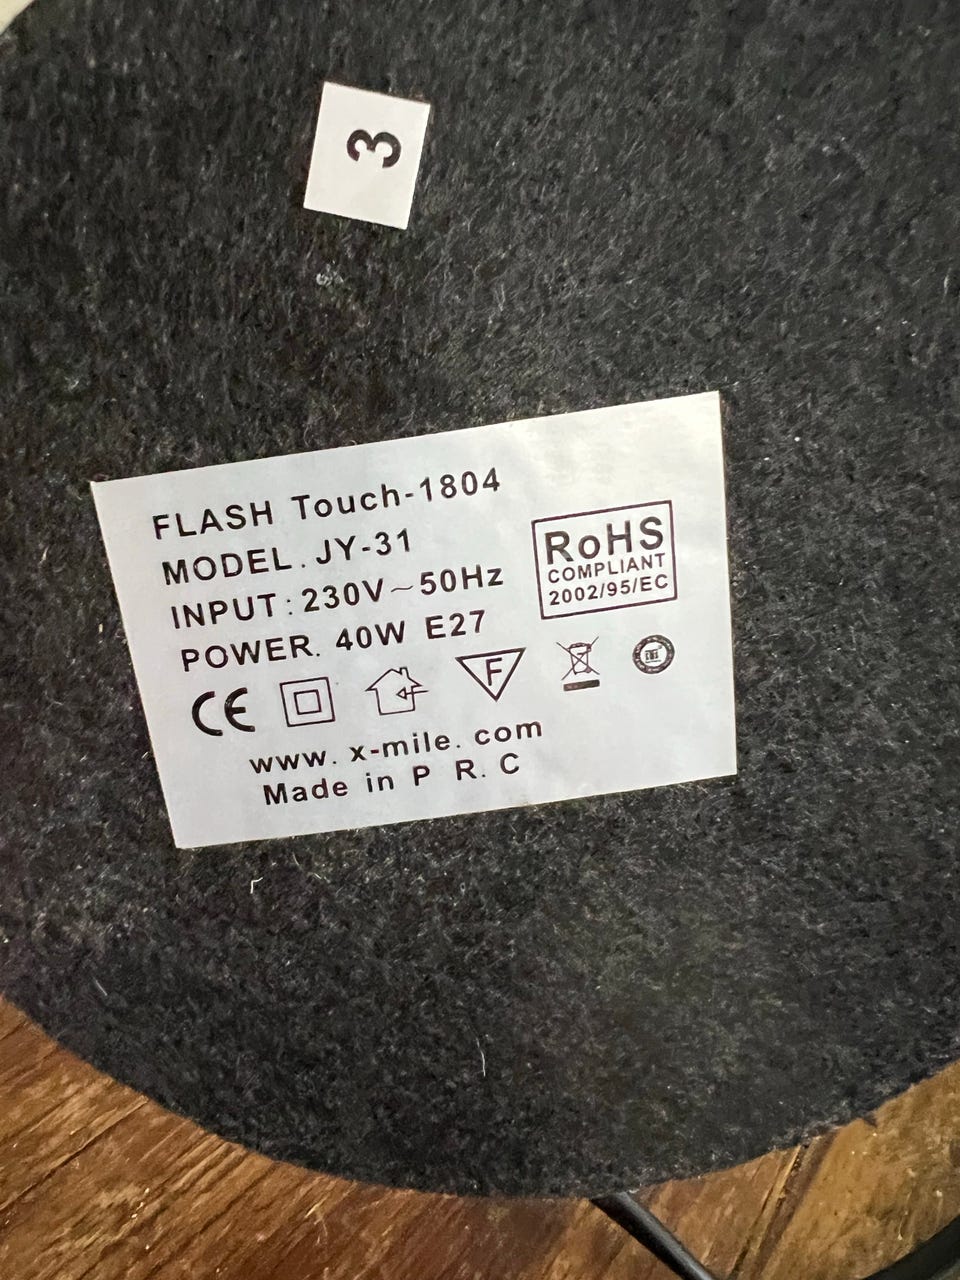 3
FLASH Touch-1804
MODEL. JY-31
INPUT: 230V~50Hz
POWER. 40W E27
RoHS
COMPLIANT
2002/95/EC
CE
F
www. x-mile. com
Made in P R. C